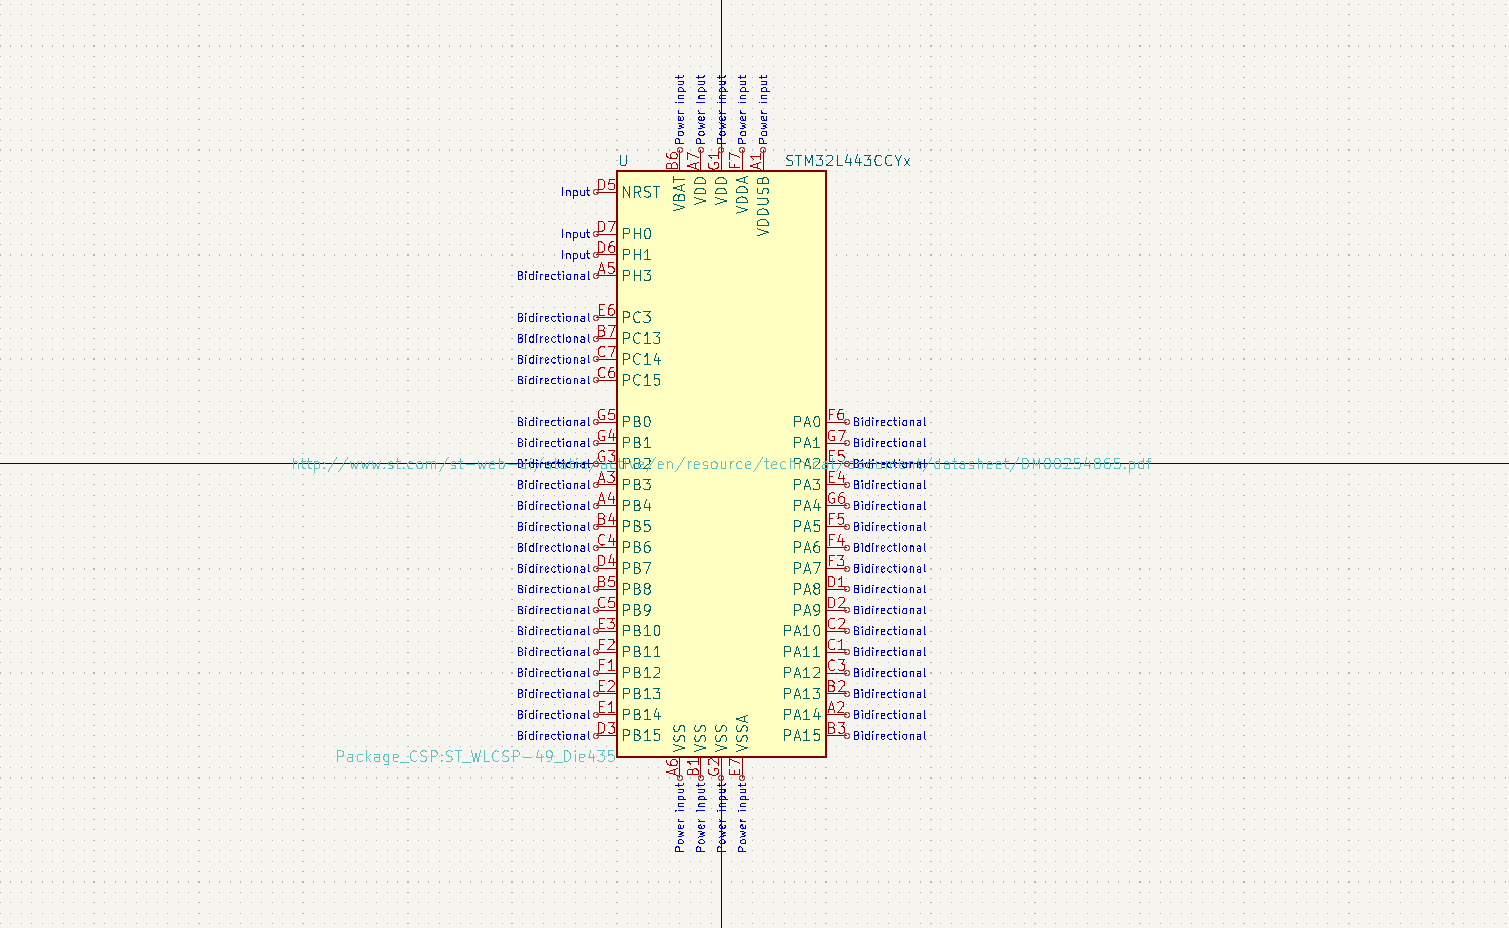 Power input Power input Power input Power input Power input
B6 A7 G1 F7 A1
U STM32L443CCYx
VBAT VDD VDD VDDA VDDUSB
Input D5 NRST
Input D7 PH0
Input D6 PH1
Bidirectional A5 PH3
Bidirectional E6 PC3
Bidirectional B7 PC13
Bidirectional C7 PC14
Bidirectional C6 PC15
Bidirectional G5 PB0 PA0 F6 Bidirectional
Bidirectional G4 PB1 PA1 G7 Bidirectional
Bidirectional G3 PB2 PA2 E5 Bidirectional
http://www.st.com/st-web-ui/static/active/en/resource/technical/document/datasheet/DM00254865.pdf
Bidirectional A3 PB3 PA3 E4 Bidirectional
Bidirectional A4 PB4 PA4 G6 Bidirectional
Bidirectional B4 PB5 PA5 F5 Bidirectional
Bidirectional C4 PB6 PA6 F4 Bidirectional
Bidirectional D4 PB7 PA7 F3 Bidirectional
Bidirectional B5 PB8 PA8 D1 Bidirectional
Bidirectional C5 PB9 PA9 D2 Bidirectional
Bidirectional E3 PB10 PA10 C2 Bidirectional
Bidirectional F2 PB11 PA11 C1 Bidirectional
Bidirectional F1 PB12 PA12 C3 Bidirectional
Bidirectional E2 PB13 PA13 B2 Bidirectional
Bidirectional E1 PB14 PA14 A2 Bidirectional
Bidirectional D3 PB15 PA15 B3 Bidirectional
VSS VSS VSS VSSA
Package_CSP:ST_WLCSP-49_Die435
A6 B1 G2 E7
Power input Power input Power input Power input